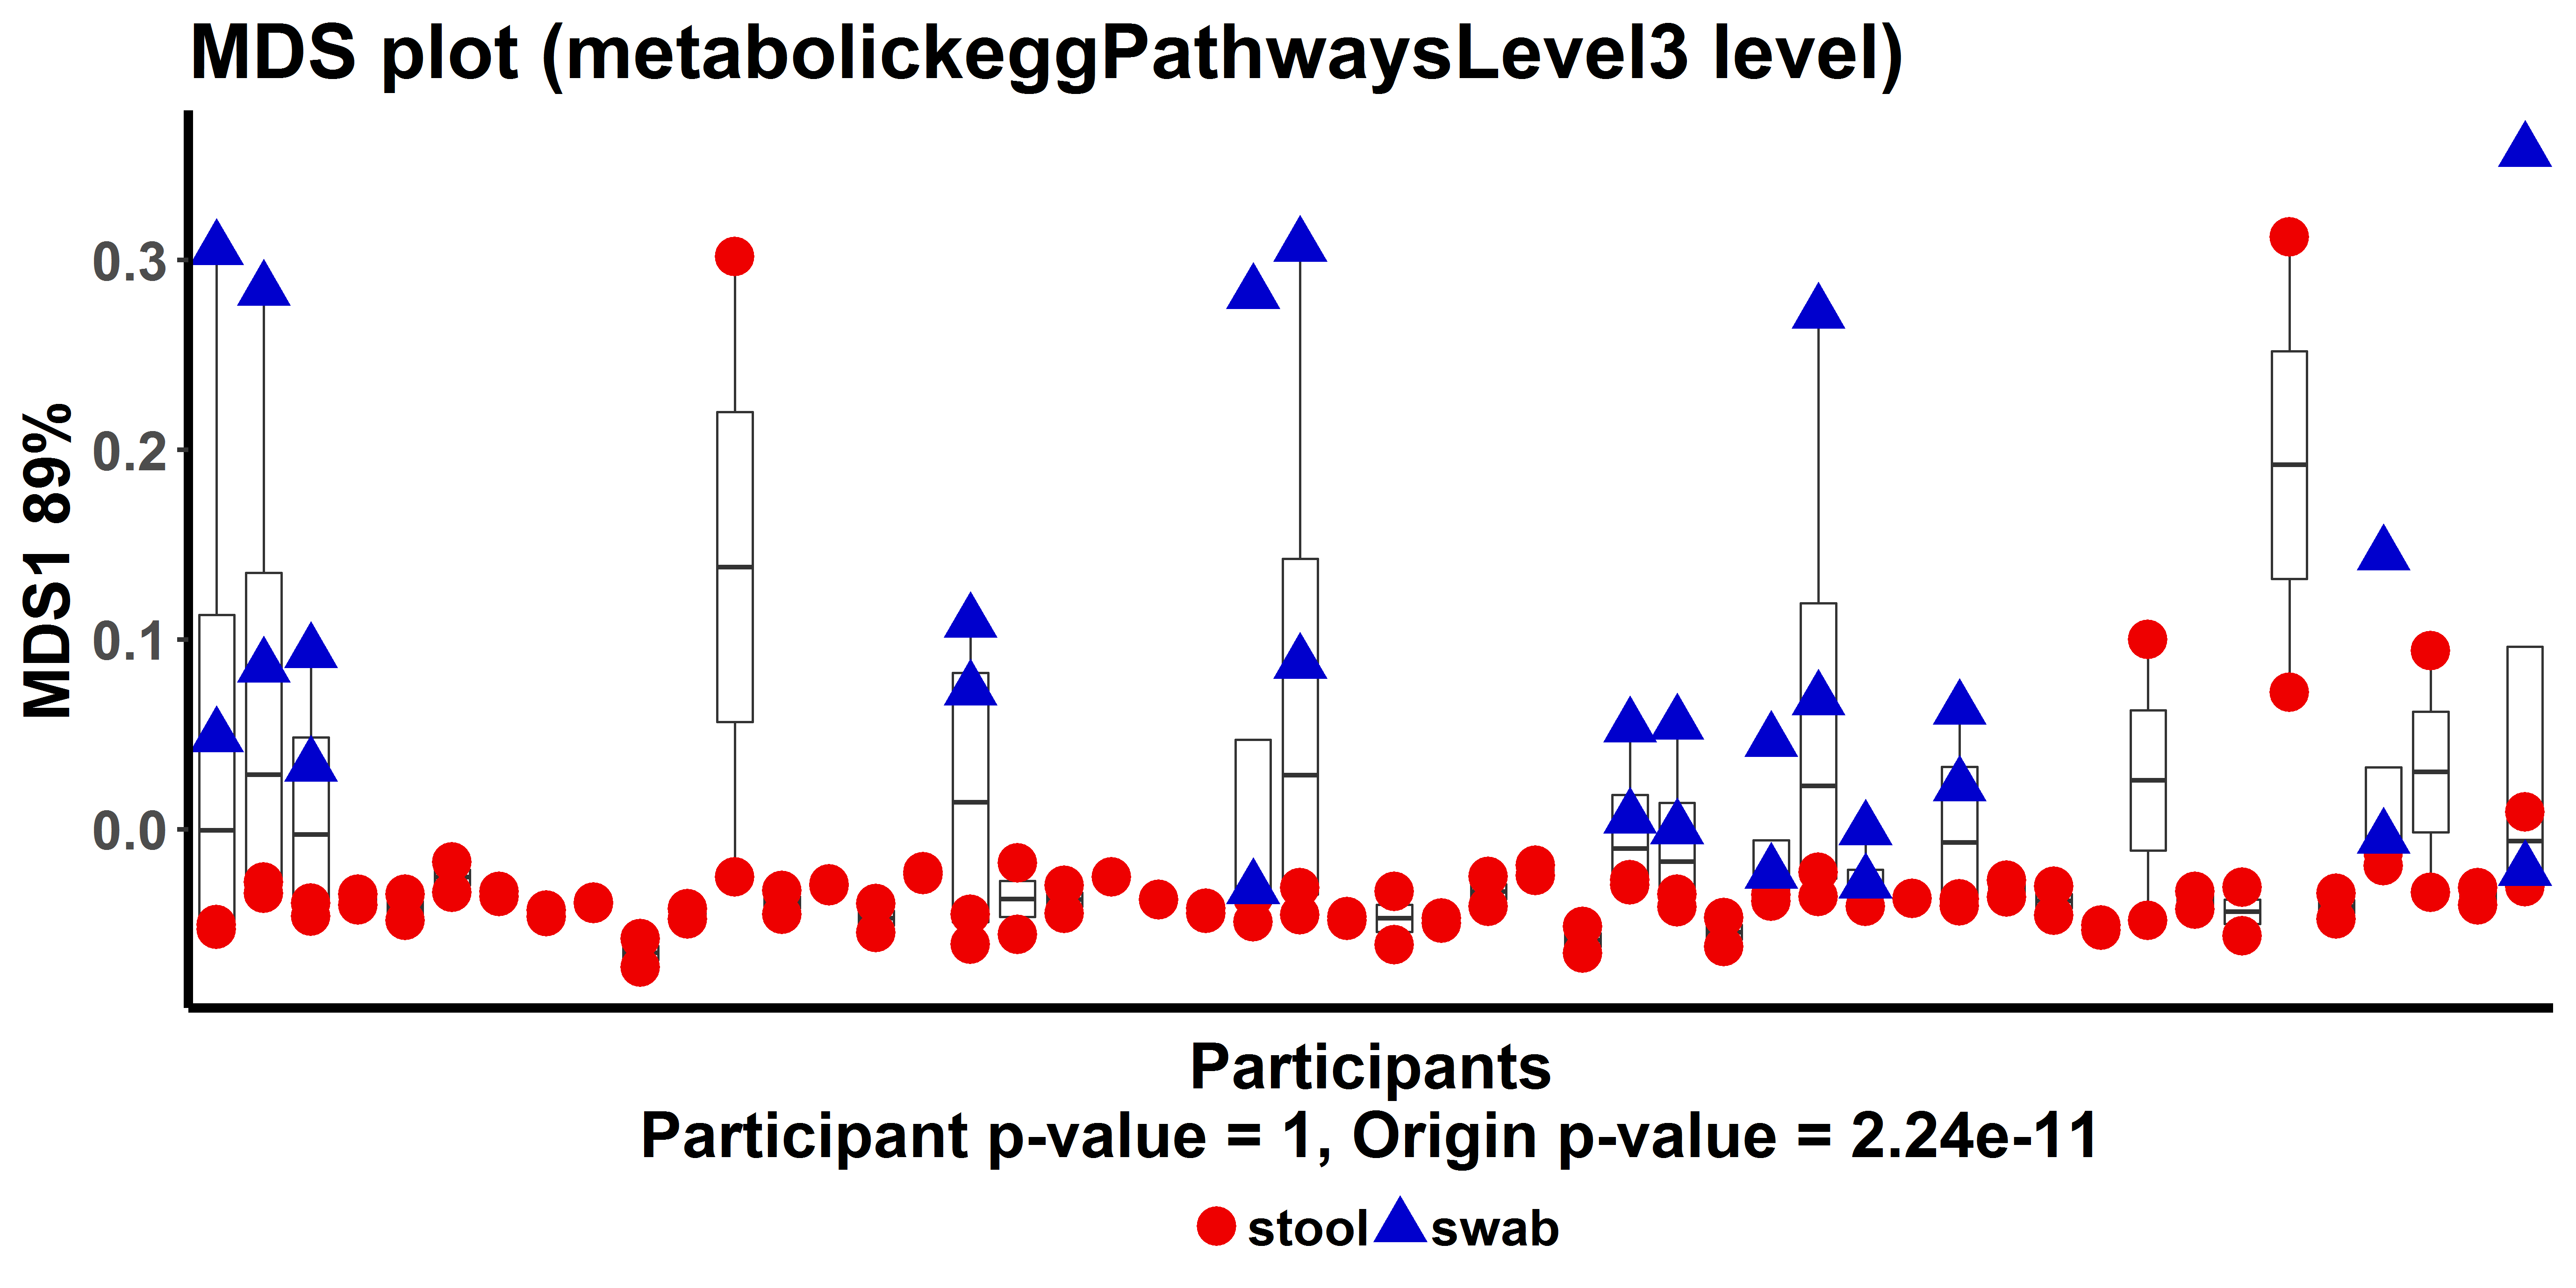 MDS plot (metabolickeggPathwaysLevel3 level)
MDS1 89%
0.3
0.2
0.1
0.0
Participants
Participant p-value = 1, Origin p-value = 2.24e-11
stool swab